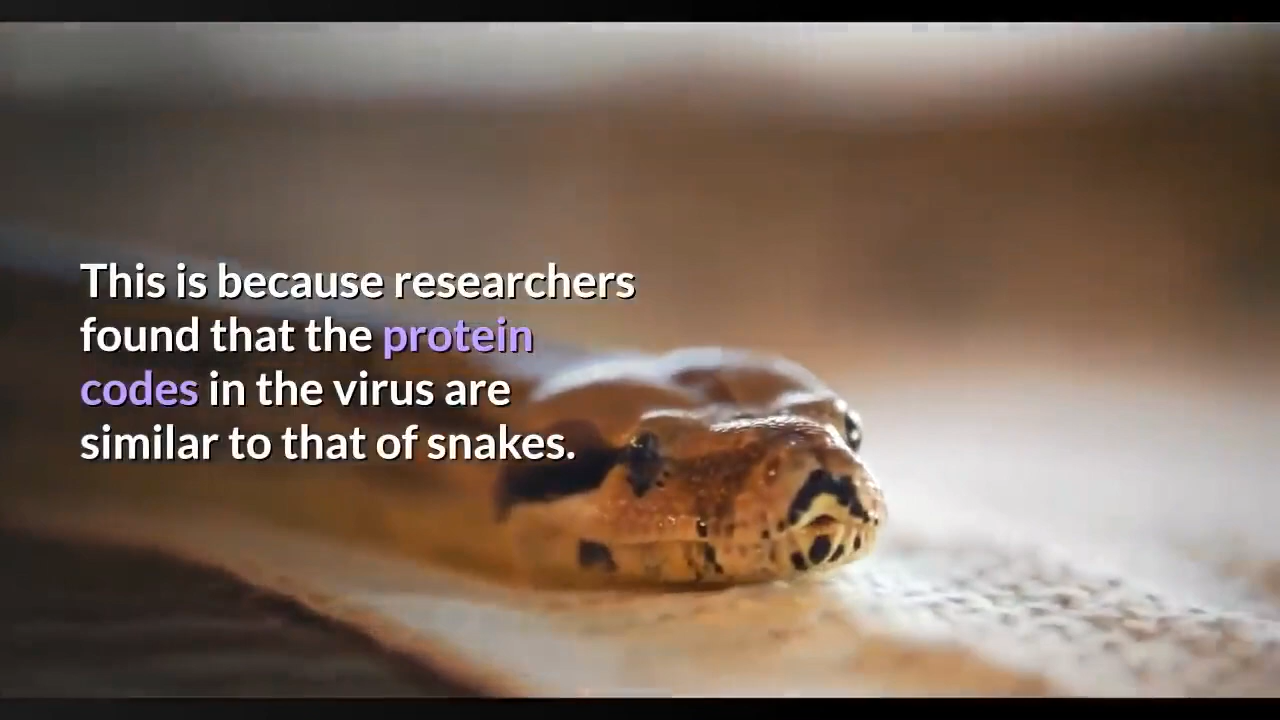 This is because researchers
found that the protein
codes in the virus are
similar to that of snakes.